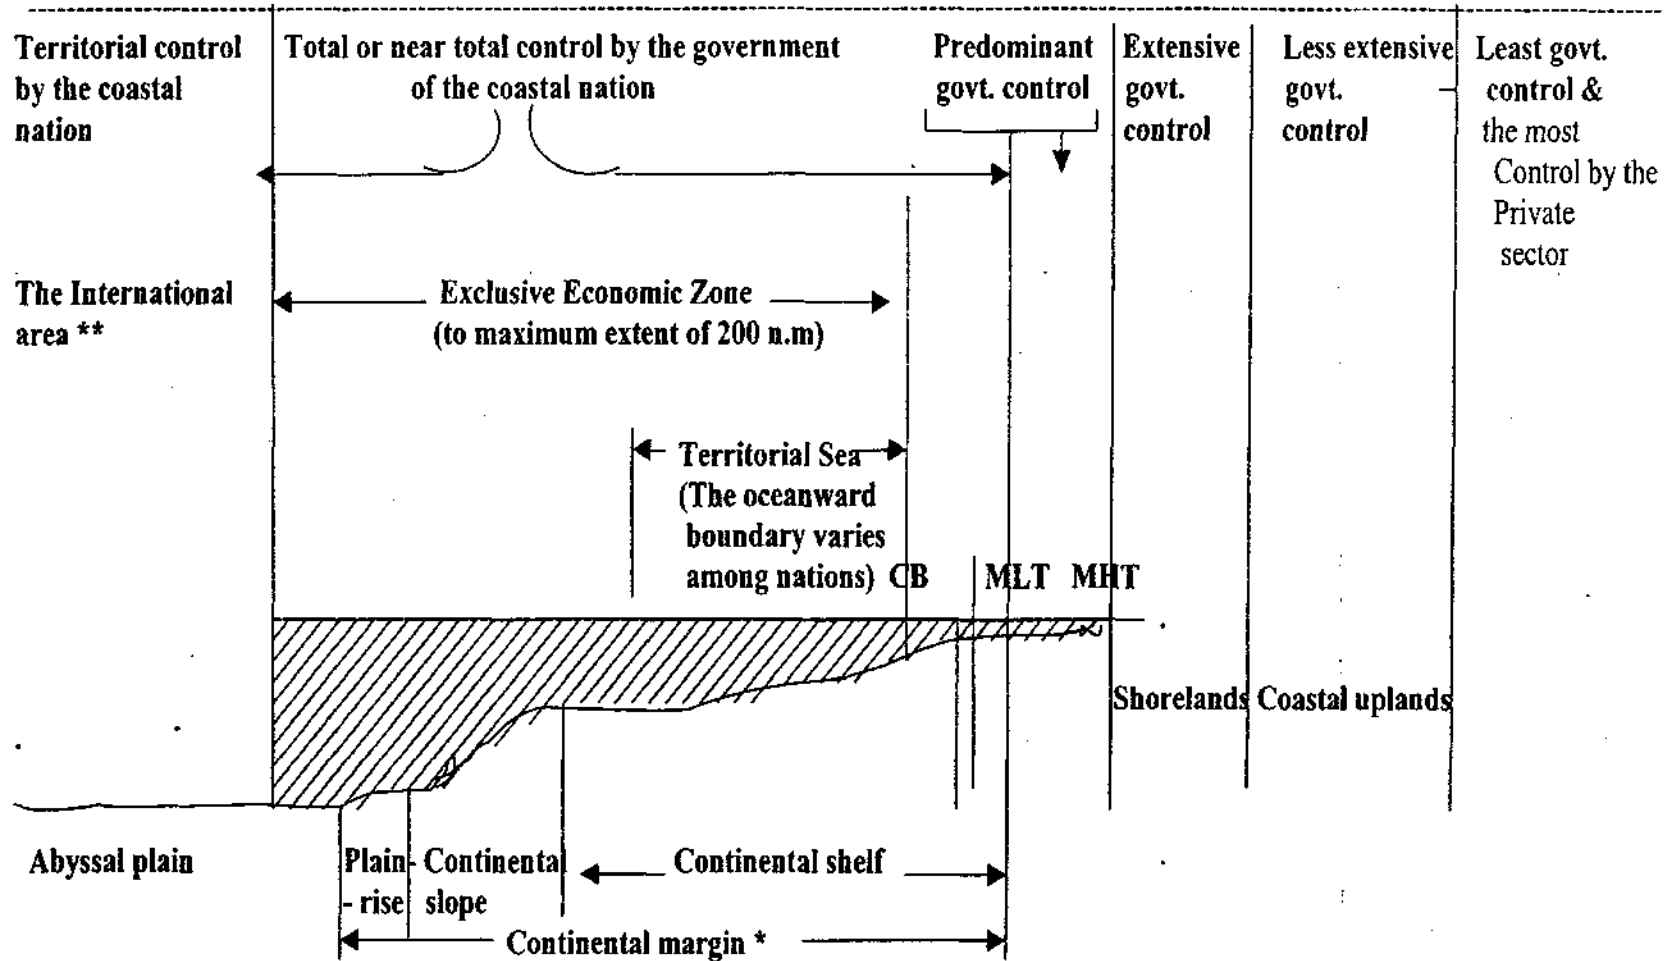 Territorial control
by the coastal
nation
Total or near total control by the government
of the coastal nation
Predominant
govt. control
Extensive
govt.
control
Less extensive
govt.
control
Least govt.
control &
the most
Control by the
Private
sector
The International
area **
Exclusive Economic Zone
(to maximum extent of 200 n.m)
Territorial Sea
(The oceanward
boundary varies
among nations)
CB
MLT
MHT
Shorelands
Coastal uplands
Abyssal plain
Plain-
- rise
Continental
slope
Continental shelf
Continental margin *